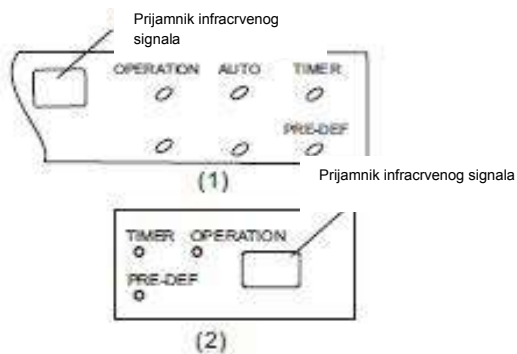 Prijamnik infracrvenog
signala
OPERATION AUTO TIMER
PRE-DEF
(1)
Prijamnik infracrvenog signala
TIMER OPERATION
PRE-DEF
(2)